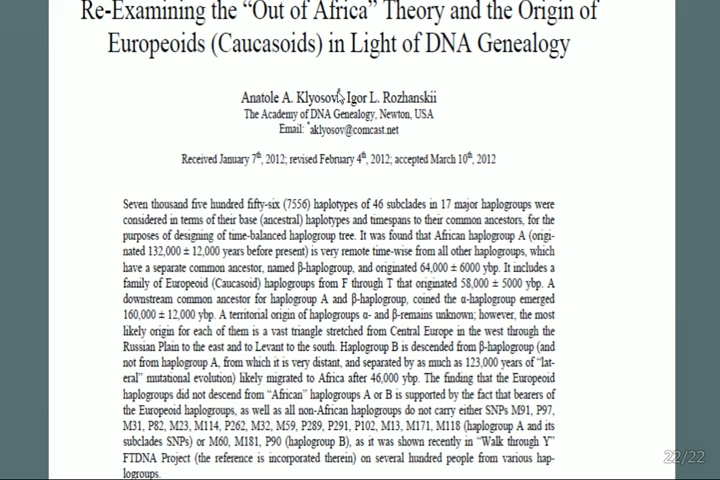 Re-Examining the “Out of Africa” Theory and the Origin of
Europeoids (Caucasoids) in Light of DNA Genealogy
Anatole A. Klyosov*, Igor L. Rozhanskii
The Academy of DNA Genealogy, Newton, USA
Email: *aklyosov@comcast.net
Received January 7th, 2012; revised February 4th, 2012; accepted March 10th, 2012
Seven thousand five hundred fifty-six (7556) haplotypes of 46 subclades in 17 major haplogroups were
considered in terms of their base (ancestral) haplotypes and timespans to their common ancestors, for the
purposes of designing of time-balanced haplogroup tree. It was found that African haplogroup A (origi-
nated 132,000 ± 12,000 years before present) is very remote time-wise from all other haplogroups, which
have a separate common ancestor, named β-haplogroup, and originated 64,000 ± 6000 ybp. It includes a
family of Europeoid (Caucasoid) haplogroups from F through T that originated 58,000 ± 5000 ybp. A
downstream common ancestor for haplogroup A and β-haplogroup, coined the α-haplogroup emerged
160,000 ± 12,000 ybp. A territorial origin of haplogroups α- and β-remains unknown; however, the most
likely origin for each of them is a vast triangle stretched from Central Europe in the west through the
Russian Plain to the east and to Levant to the south. Haplogroup B is descended from β-haplogroup (and
not from haplogroup A, from which it is very distant, and separated by as much as 123,000 years of “lat-
eral” mutational evolution) likely migrated to Africa after 46,000 ybp. The finding that the Europeoid
haplogroups did not descend from “African” haplogroups A or B is supported by the fact that bearers of
the Europeoid haplogroups, as well as all non-African haplogroups do not carry either SNPs M91, P97,
M31, P82, M23, M114, P262, M32, M59, P289, P291, P102, M13, M171, M118 (haplogroup A and its
subclades SNPs) or M60, M181, P90 (haplogroup B), as it was shown recently in “Walk through Y”
FTDNA Project (the reference is incorporated therein) on several hundred people from various hap-
logroups.
22/22